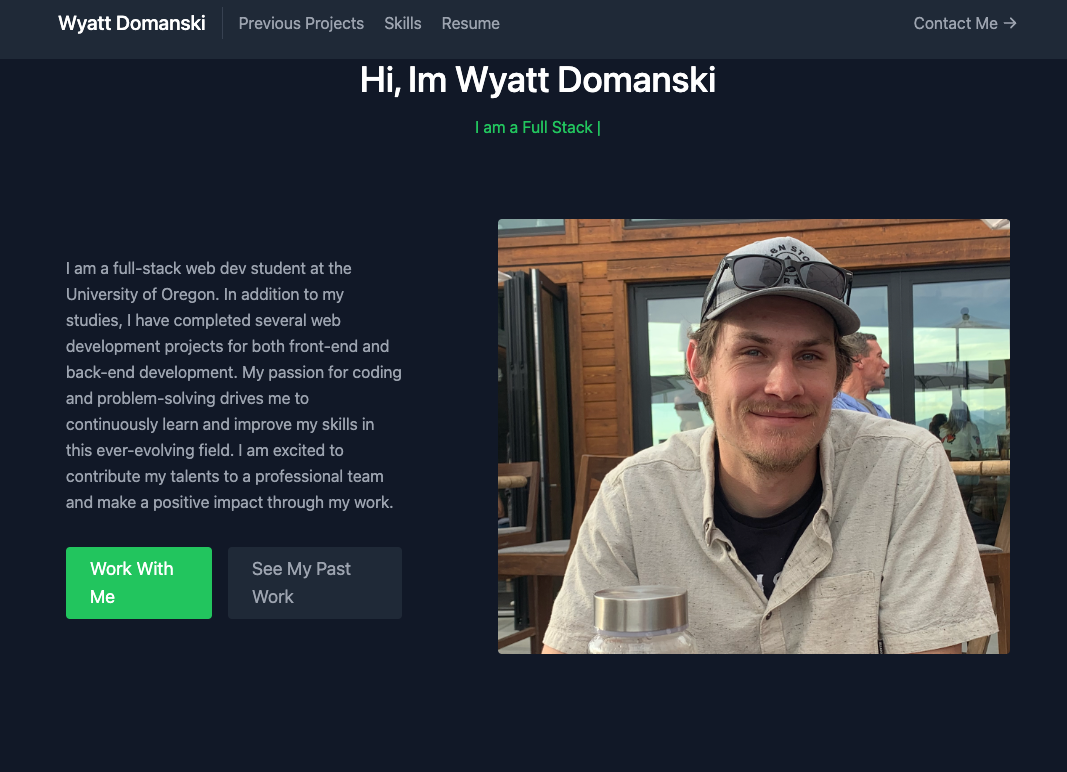 Wyatt Domanski
Previous Projects
Skills
Resume
Contact Me →
Hi, Im Wyatt Domanski
I am a Full Stack |
I am a full-stack web dev student at the
University of Oregon. In addition to my
studies, I have completed several web
development projects for both front-end and
back-end development. My passion for coding
and problem-solving drives me to
continuously learn and improve my skills in
this ever-evolving field. I am excited to
contribute my talents to a professional team
and make a positive impact through my work.
Work With
Me
See My Past
Work